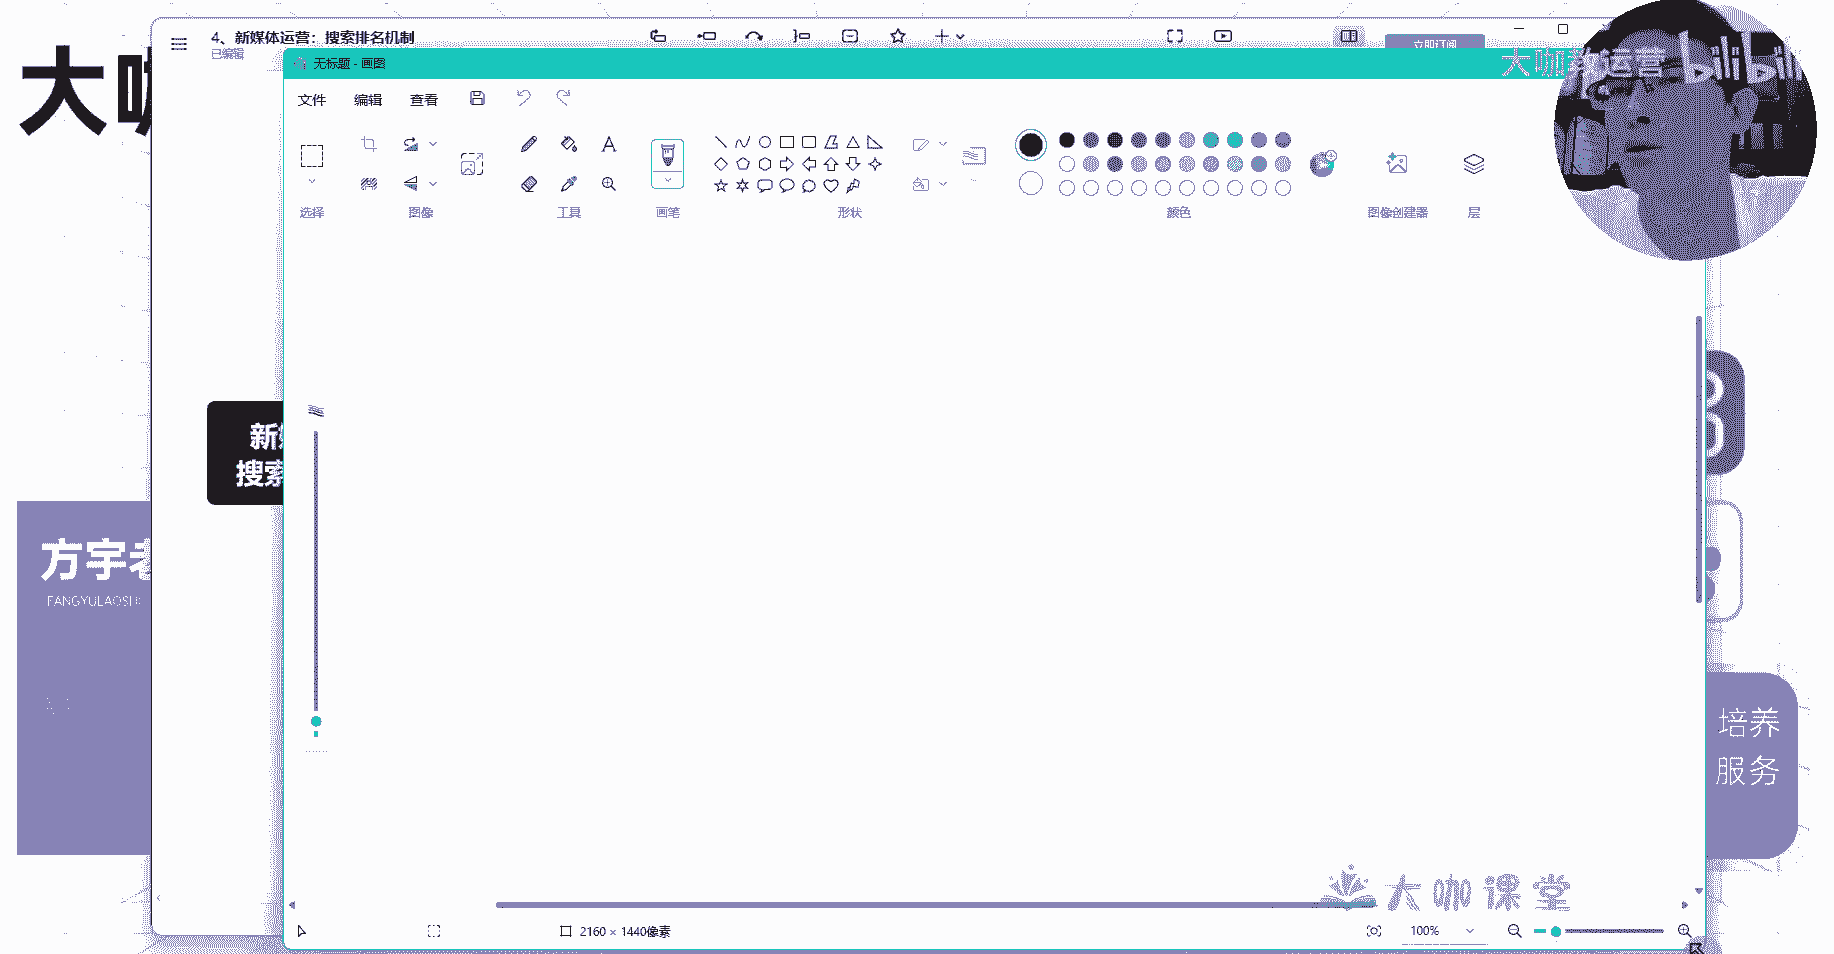 大咖
4、新媒体运营：搜索排名机制
已编辑
立即订阅
大咖教运营 bilibili
无标题 - 画图
文件 编辑 查看
选择 图像 工具 画笔 形状 颜色 图像创建器 层
新媒
搜索
方宇老
FANGYULAOSHI
培养
服务
大咖课堂
2160 × 1440像素
100%